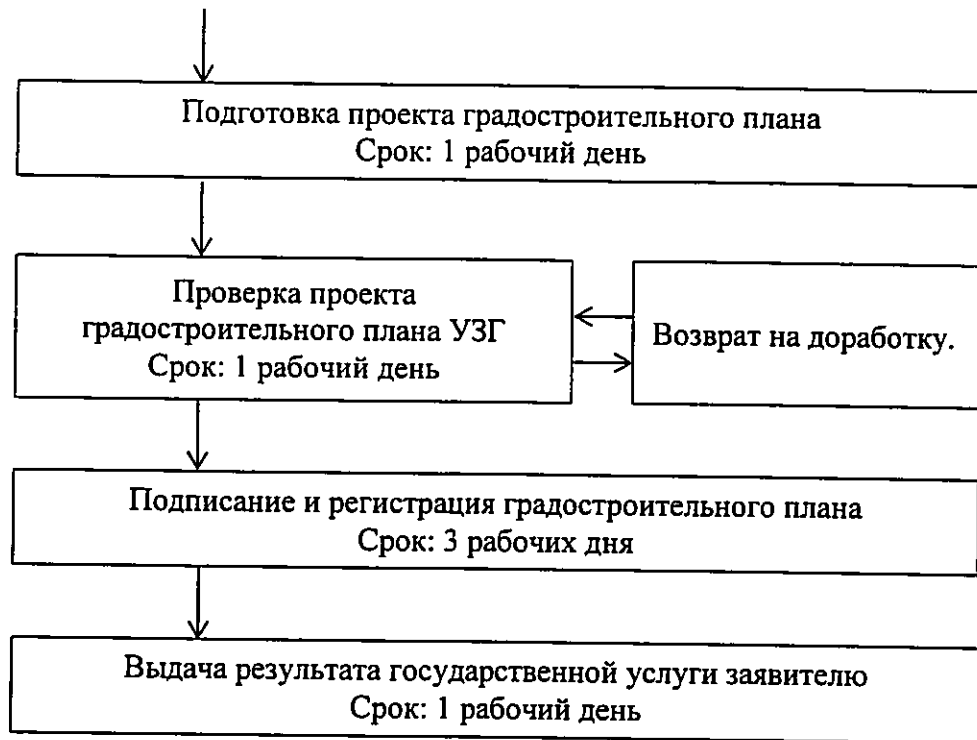 Подготовка проекта градостроительного плана
Срок: 1 рабочий день
Проверка проекта
градостроительного плана УЗГ
Срок: 1 рабочий день
Возврат на доработку.
Подписание и регистрация градостроительного плана
Срок: 3 рабочих дня
Выдача результата государственной услуги заявителю
Срок: 1 рабочий день